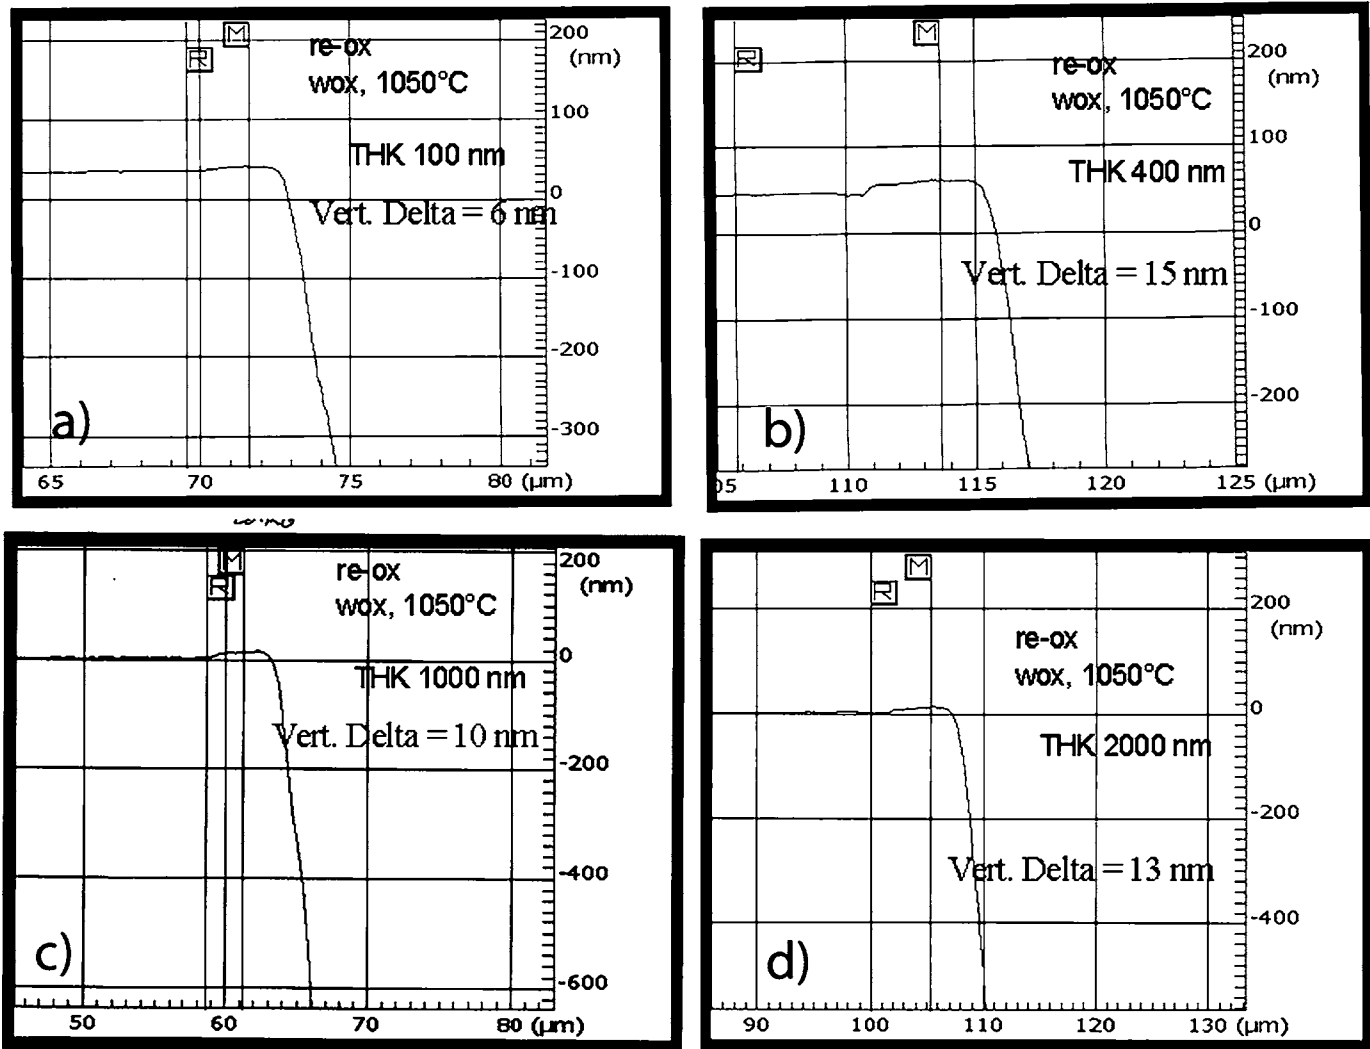 200
(nm)
M
R
re-ox
wox, 1050°C
100
THK 100 nm
0
Vert. Delta = 6 nm
-100
-200
a)
-300
65 70 75 80 (μm)
200
(nm)
M
R
re-ox
wox, 1050°C
100
THK 400 nm
0
Vert. Delta = 15 nm
-100
-200
b)
05 110 115 120 125 (μm)
200
(nm)
M
R
re-ox
wox, 1050°C
0
THK 1000 nm
Vert. Delta = 10 nm
-200
-400
c)
-600
50 60 70 80 (μm)
M
R
200
(nm)
re-ox
wox, 1050°C
0
THK 2000 nm
-200
Vert. Delta = 13 nm
-400
d)
90 100 110 120 130 (μm)